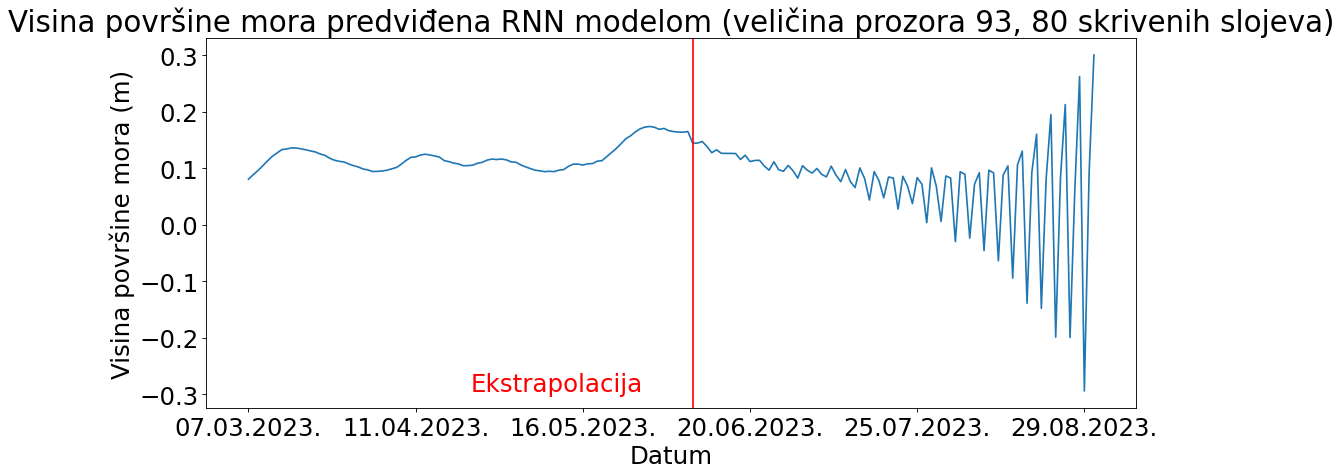 Visina površine mora predviđena RNN modelom (veličina prozora 93, 80 skrivenih slojeva)
Visina površine mora (m)
0.3
0.2
0.1
0.0
−0.1
−0.2
−0.3
Ekstrapolacija
07.03.2023. 11.04.2023. 16.05.2023. 20.06.2023. 25.07.2023. 29.08.2023.
Datum